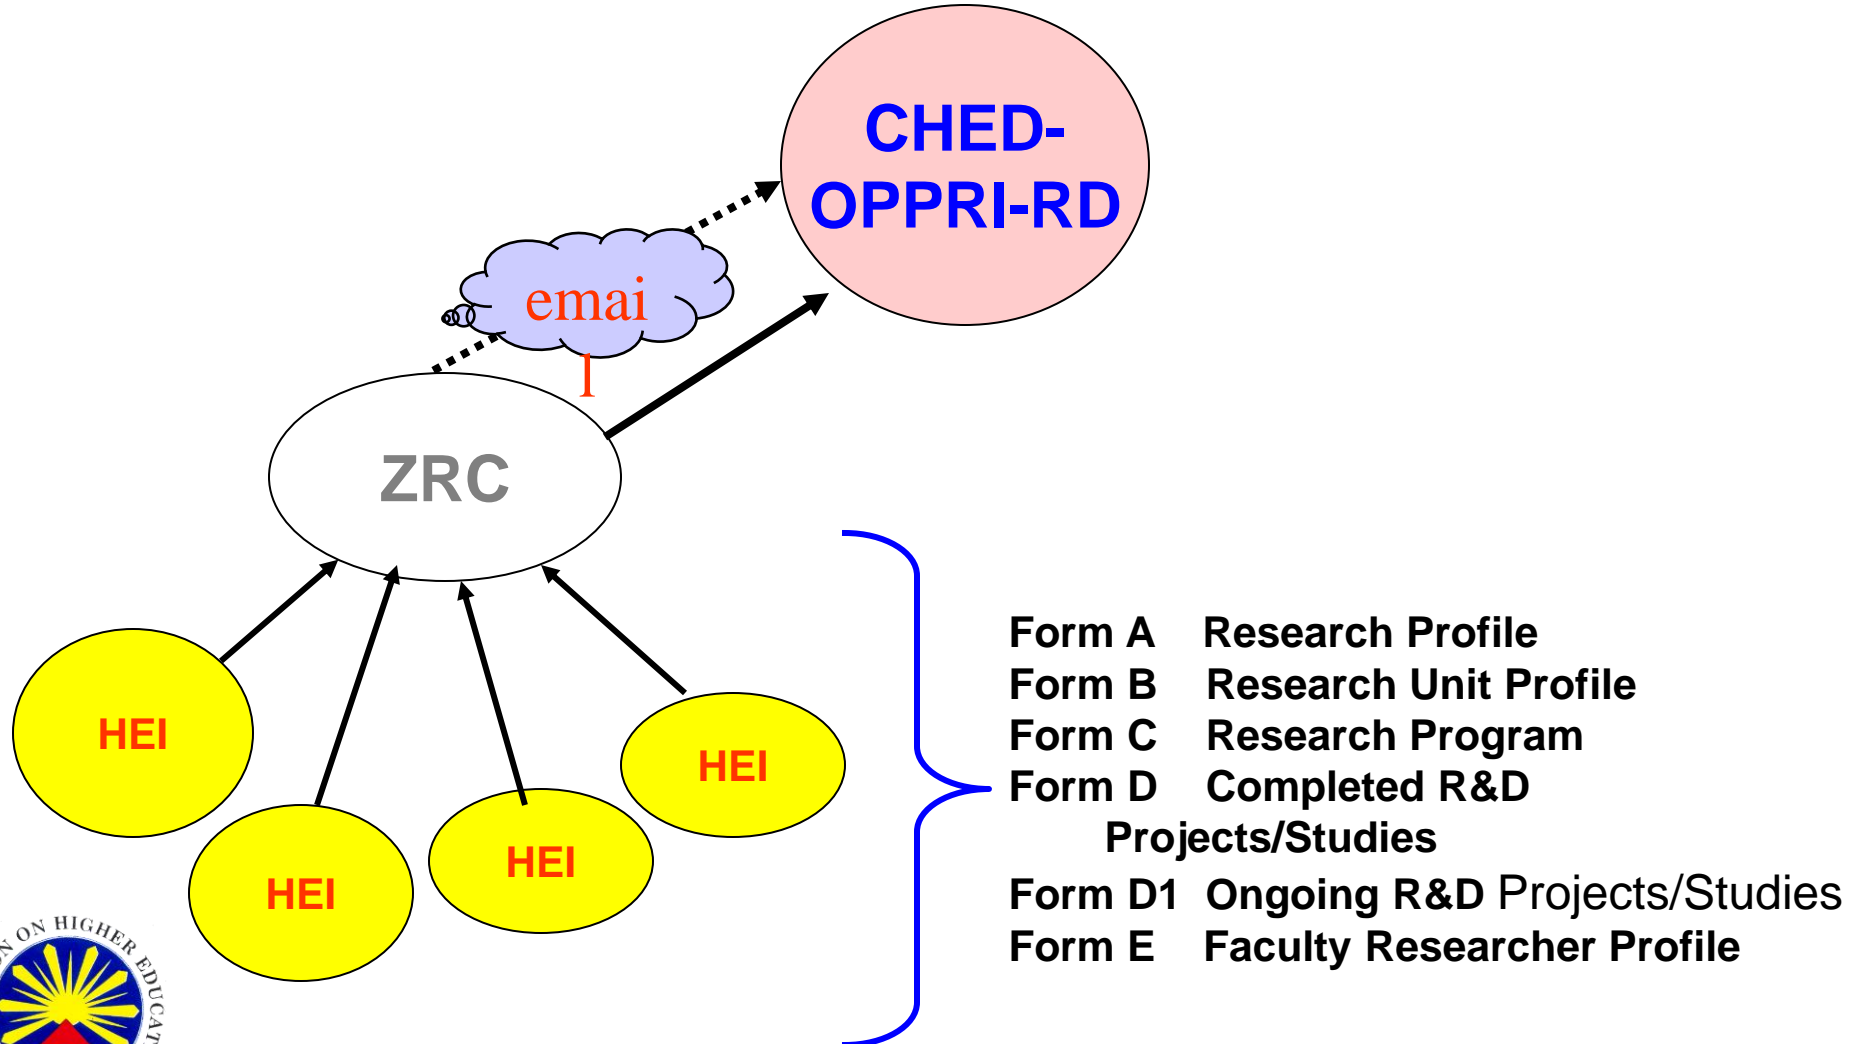 CHED-
OPPRI-RD
emai
l
ZRC
HEI
HEI
HEI
HEI
Form A Research Profile
Form B Research Unit Profile
Form C Research Program
Form D Completed R&D
Projects/Studies
Form D1 Ongoing R&D Projects/Studies
Form E Faculty Researcher Profile
ON HIGHER